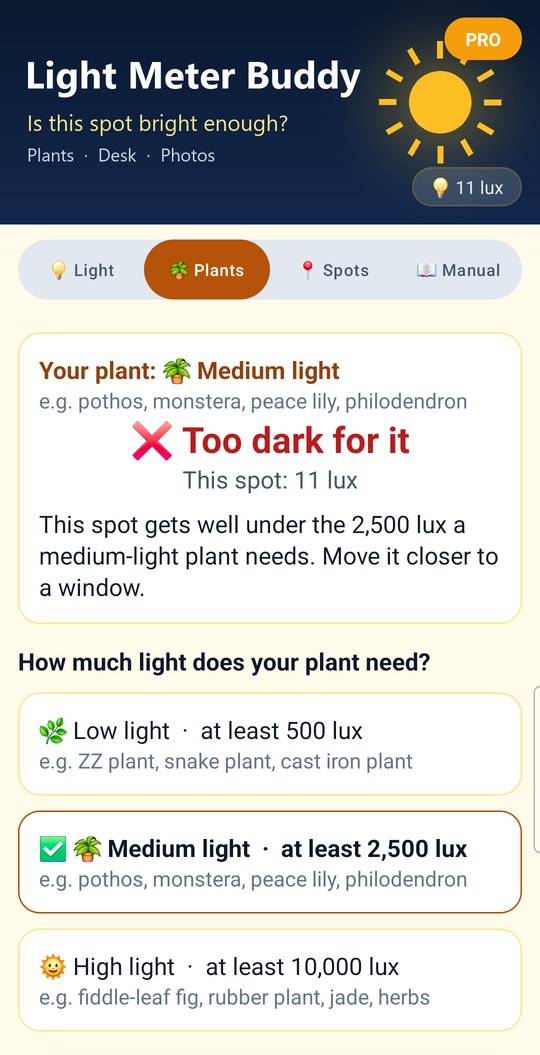 PRO
Light Meter Buddy
Is this spot bright enough?
Plants · Desk · Photos
💡 11 lux
💡 Light
🪴 Plants
📍 Spots
📖 Manual
Your plant: 🪴 Medium light
e.g. pothos, monstera, peace lily, philodendron
❌ Too dark for it
This spot: 11 lux
This spot gets well under the 2,500 lux a
medium-light plant needs. Move it closer to
a window.
How much light does your plant need?
🌿 Low light · at least 500 lux
e.g. ZZ plant, snake plant, cast iron plant
✅ 🪴 Medium light · at least 2,500 lux
e.g. pothos, monstera, peace lily, philodendron
🌞 High light · at least 10,000 lux
e.g. fiddle-leaf fig, rubber plant, jade, herbs